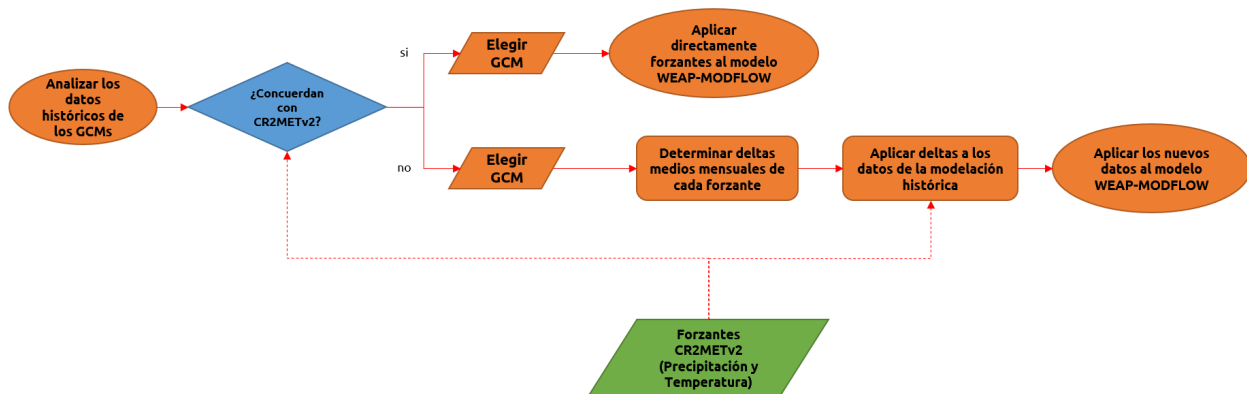 Analizar los
datos
históricos de
los GCMs
¿Concuerdan
con
CR2METv2?
si
Elegir
GCM
Aplicar
directamente
forzantes al modelo
WEAP-MODFLOW
no
Elegir
GCM
Determinar deltas
medios mensuales de
cada forzante
Aplicar deltas a los
datos de la modelación
histórica
Aplicar los nuevos
datos al modelo
WEAP-MODFLOW
Forzantes
CR2METv2
(Precipitación y
Temperatura)